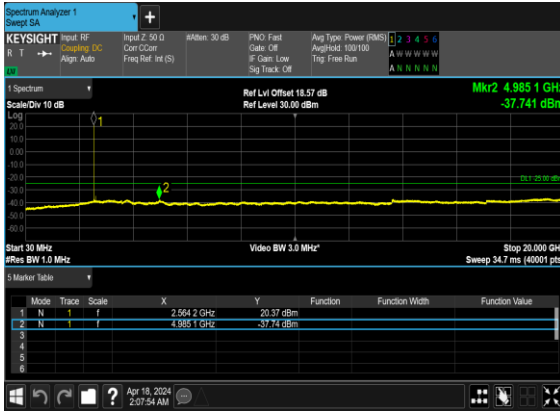 Spectrum Analyzer 1
Swept SA
+
KEYSIGHT Input: RF Input Z: 50 Ω #Atten: 30 dB PNO: Fast Avg Type: Power (RMS) 1 2 3 4 5 6
R T Coupling: DC Corr CCorr Gate: Off Avg|Hold: 100/100 A W W W W W
Align: Auto Freq Ref: Int (S) IF Gain: Low Trig: Free Run
Sig Track: Off A N N N N N
1 Spectrum Ref Lvl Offset 18.57 dB Mkr2 4.985 1 GHz
Scale/Div 10 dB Ref Level 30.00 dBm -37.741 dBm
Log
20.0
10.0
0.00
-10.0
-20.0
-30.0
-40.0
-50.0
-60.0
1
2
Start 30 MHz Video BW 3.0 MHz* Stop 20.000 GHz
#Res BW 1.0 MHz Sweep 34.7 ms (40001 pts)
5 Marker Table
Mode Trace Scale X Y Function Function Width Function Value
1 N 1 f 2.564 2 GHz 20.37 dBm
2 N 1 f 4.985 1 GHz -37.74 dBm
3
4
5
6
? Apr 18, 2024
2:07:54 AM